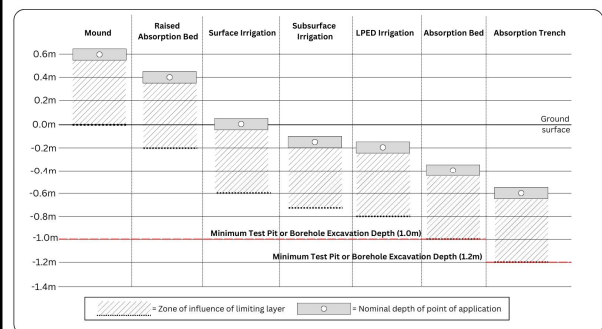 Mound
Raised
Absorption Bed
Surface Irrigation
Subsurface
Irrigation
LPED Irrigation
Absorption Bed
Absorption Trench
0.6m
0.4m
0.2m
0.0m
Ground
surface
-0.2m
-0.4m
-0.6m
-0.8m
Minimum Test Pit or Borehole Excavation Depth (1.0m)
-1.0m
Minimum Test Pit or Borehole Excavation Depth (1.2m)
-1.2m
-1.4m
= Zone of influence of limiting layer
= Nominal depth of point of application